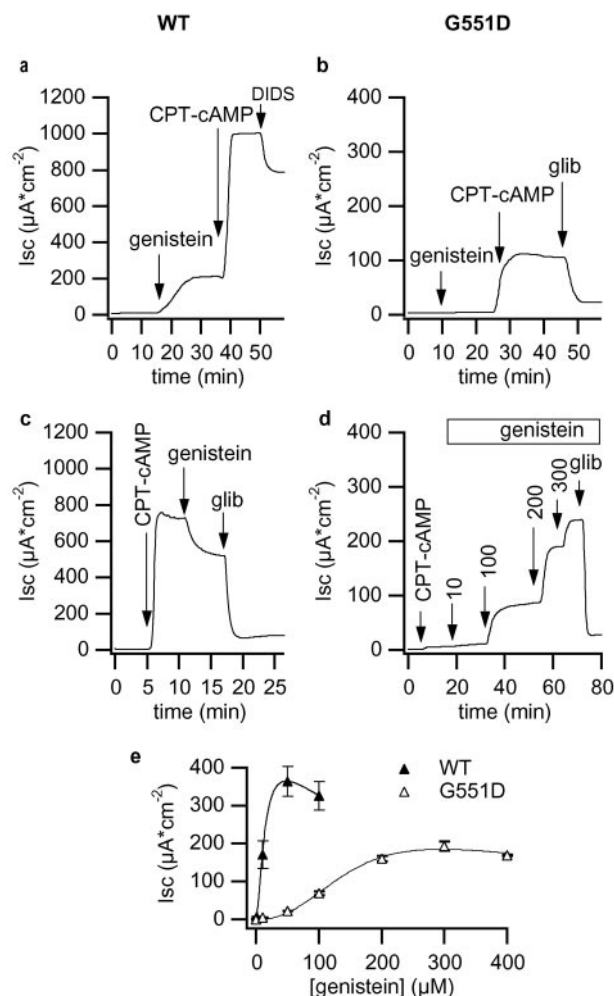 WT
G551D
a
1200
1000
800
600
400
200
0
Isc (µA*cm-2)
genistein
CPT-cAMP
DIDS
0 10 20 30 40 50
time (min)
b
400
300
200
100
0
Isc (µA*cm-2)
genistein
CPT-cAMP
glib
0 10 20 30 40 50
time (min)
c
1200
1000
800
600
400
200
0
Isc (µA*cm-2)
CPT-cAMP
genistein
glib
0 5 10 15 20 25
time (min)
d
400
300
200
100
0
Isc (µA*cm-2)
genistein
CPT-cAMP
10
100
200
300
glib
0 20 40 60 80
time (min)
e
400
300
200
100
0
Isc (µA*cm-2)
WT
G551D
0 100 200 300 400
[genistein] (µM)